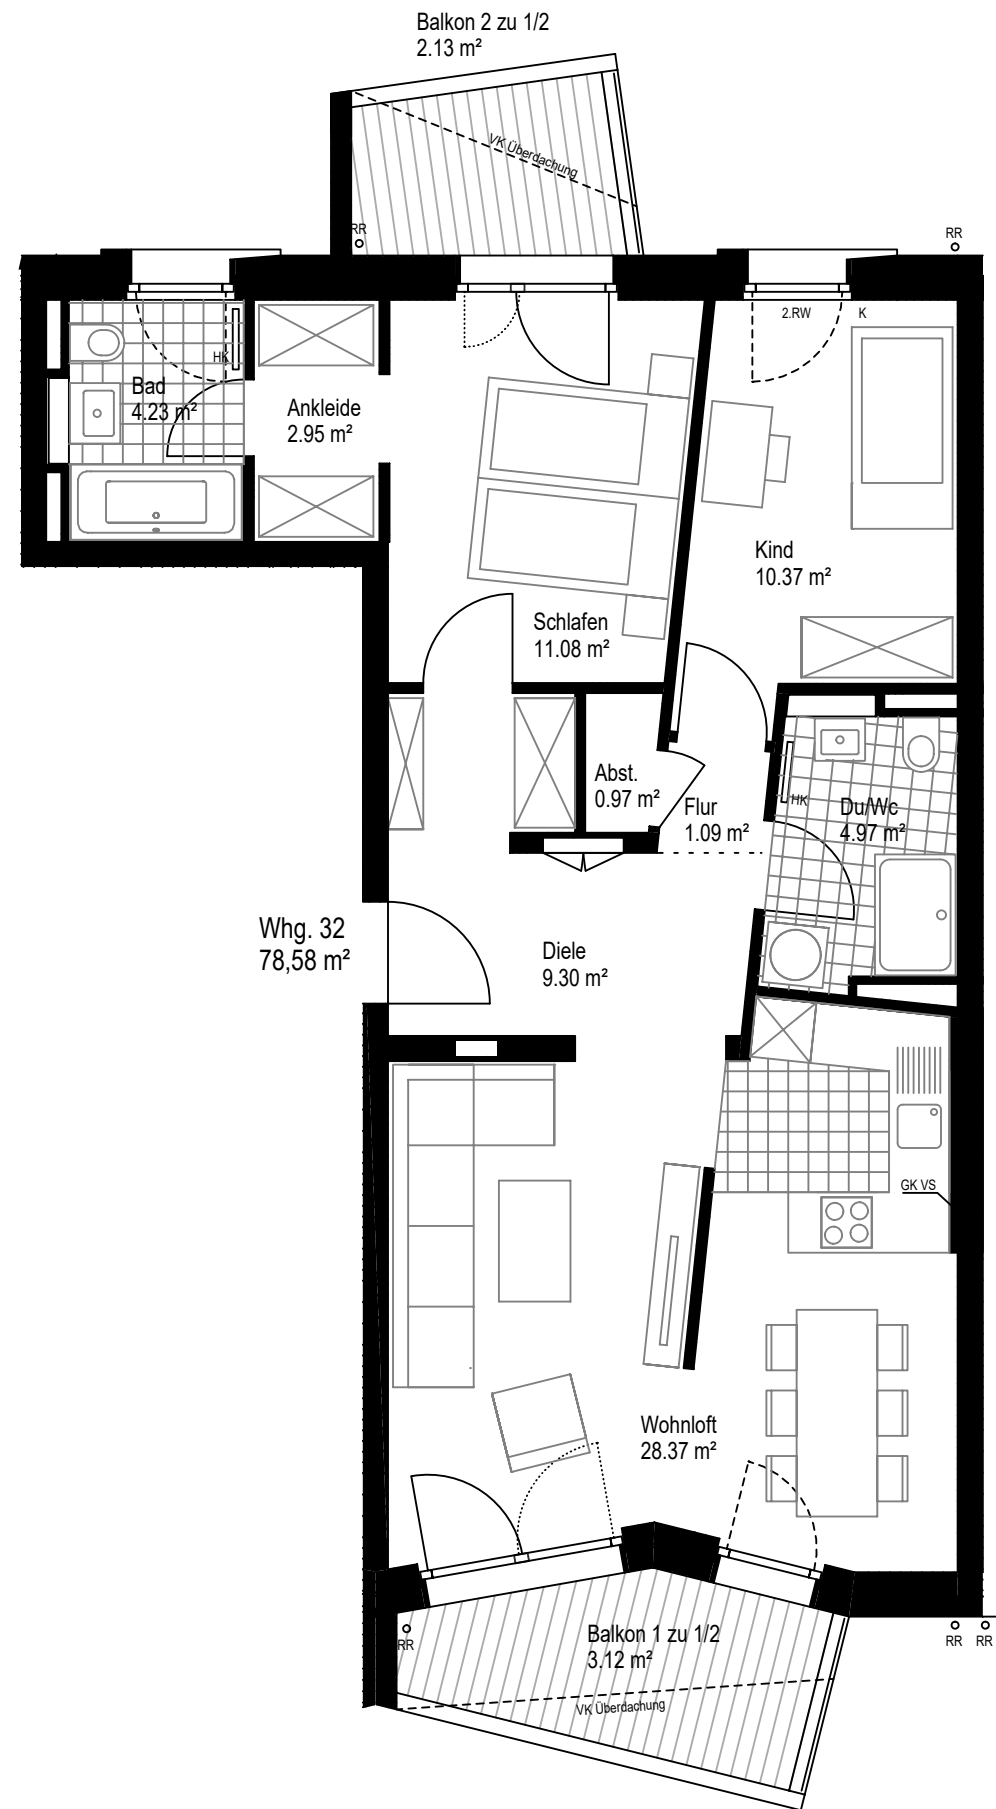 Balkon 2 zu 1/2
2.13 m²
VK Überdachung
RR
RR
2.RW
K
HK
Bad
4.23 m²
Ankleide
2.95 m²
Kind
10.37 m²
Schlafen
11.08 m²
Abst.
0.97 m²
Flur
1.09 m²
HK
Du/Wc
4.97 m²
Whg. 32
78,58 m²
Diele
9.30 m²
GK VS
Wohnloft
28.37 m²
Balkon 1 zu 1/2
3.12 m²
RR
RR
RR
VK Überdachung